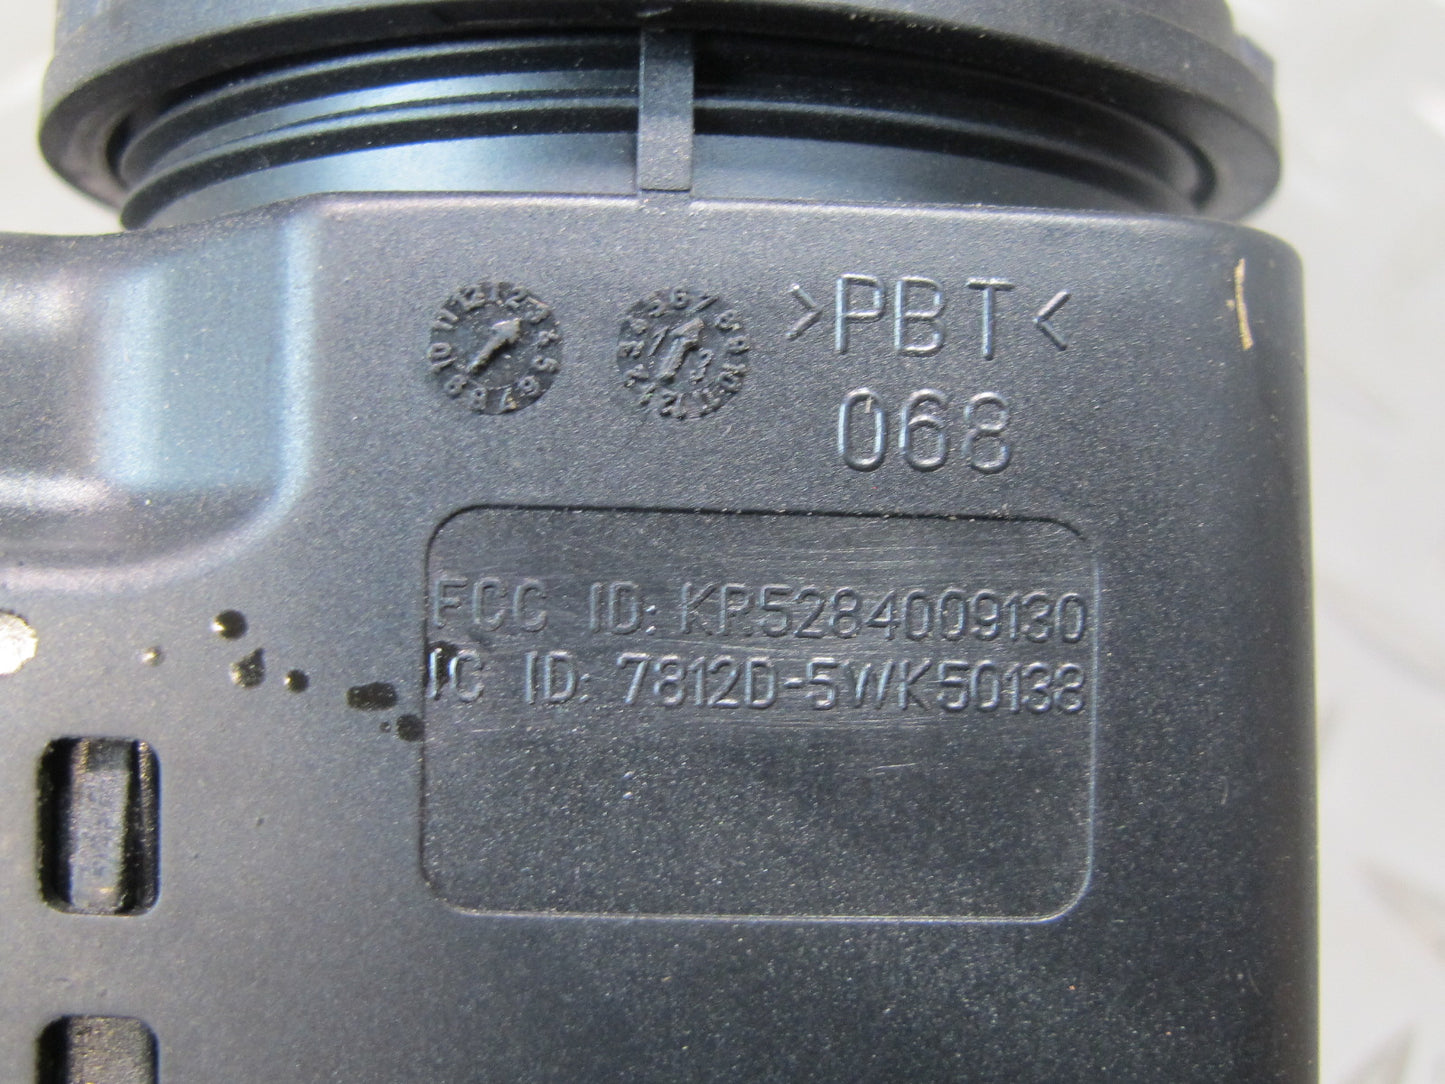 >PBT<
068
FCC ID: KR5284009130
IC ID: 7812D-5WK50138